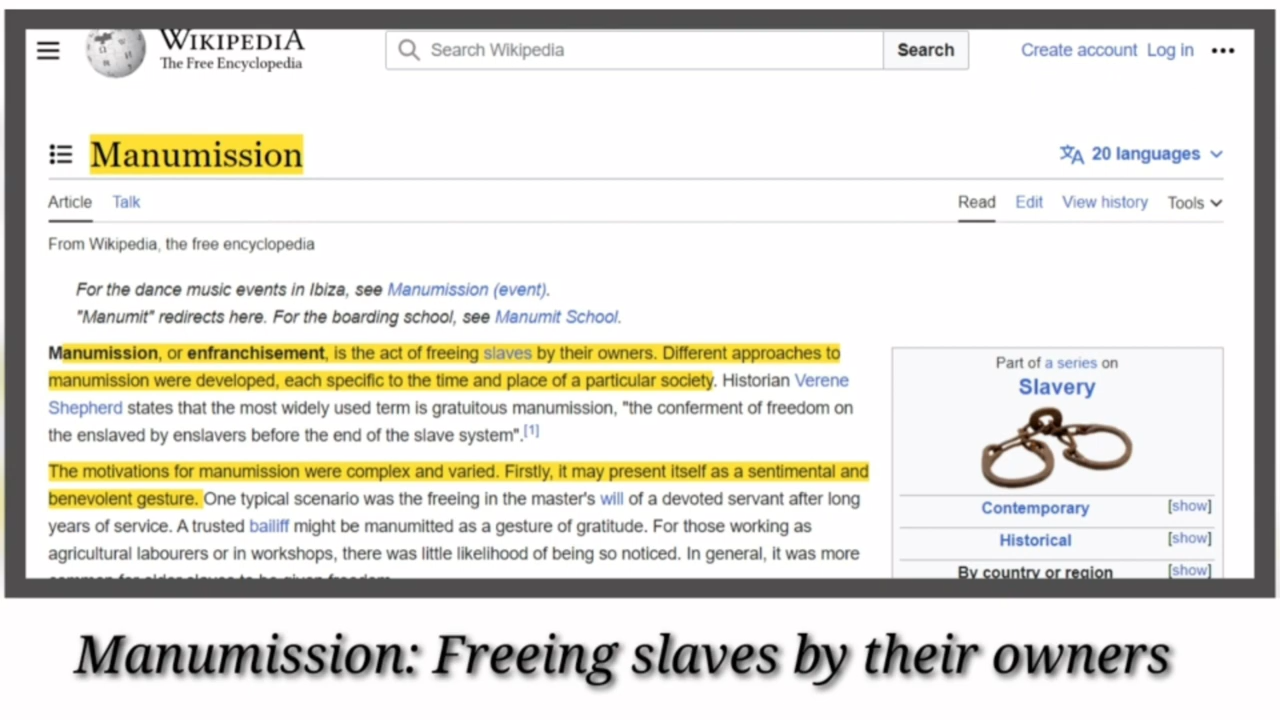 WIKIPEDIA
The Free Encyclopedia
Search Wikipedia
Search
Create account Log in
Manumission
20 languages
Article Talk
Read Edit View history Tools
From Wikipedia, the free encyclopedia
For the dance music events in Ibiza, see Manumission (event).
"Manumit" redirects here. For the boarding school, see Manumit School.
Manumission, or enfranchisement, is the act of freeing slaves by their owners. Different approaches to
manumission were developed, each specific to the time and place of a particular society. Historian Verene
Shepherd states that the most widely used term is gratuitous manumission, "the conferment of freedom on
the enslaved by enslavers before the end of the slave system".[1]
The motivations for manumission were complex and varied. Firstly, it may present itself as a sentimental and
benevolent gesture. One typical scenario was the freeing in the master's will of a devoted servant after long
years of service. A trusted bailiff might be manumitted as a gesture of gratitude. For those working as
agricultural labourers or in workshops, there was little likelihood of being so noticed. In general, it was more
common for older slaves to be given freedom.
Part of a series on
Slavery
Contemporary [show]
Historical [show]
By country or region [show]
Manumission: Freeing slaves by their owners